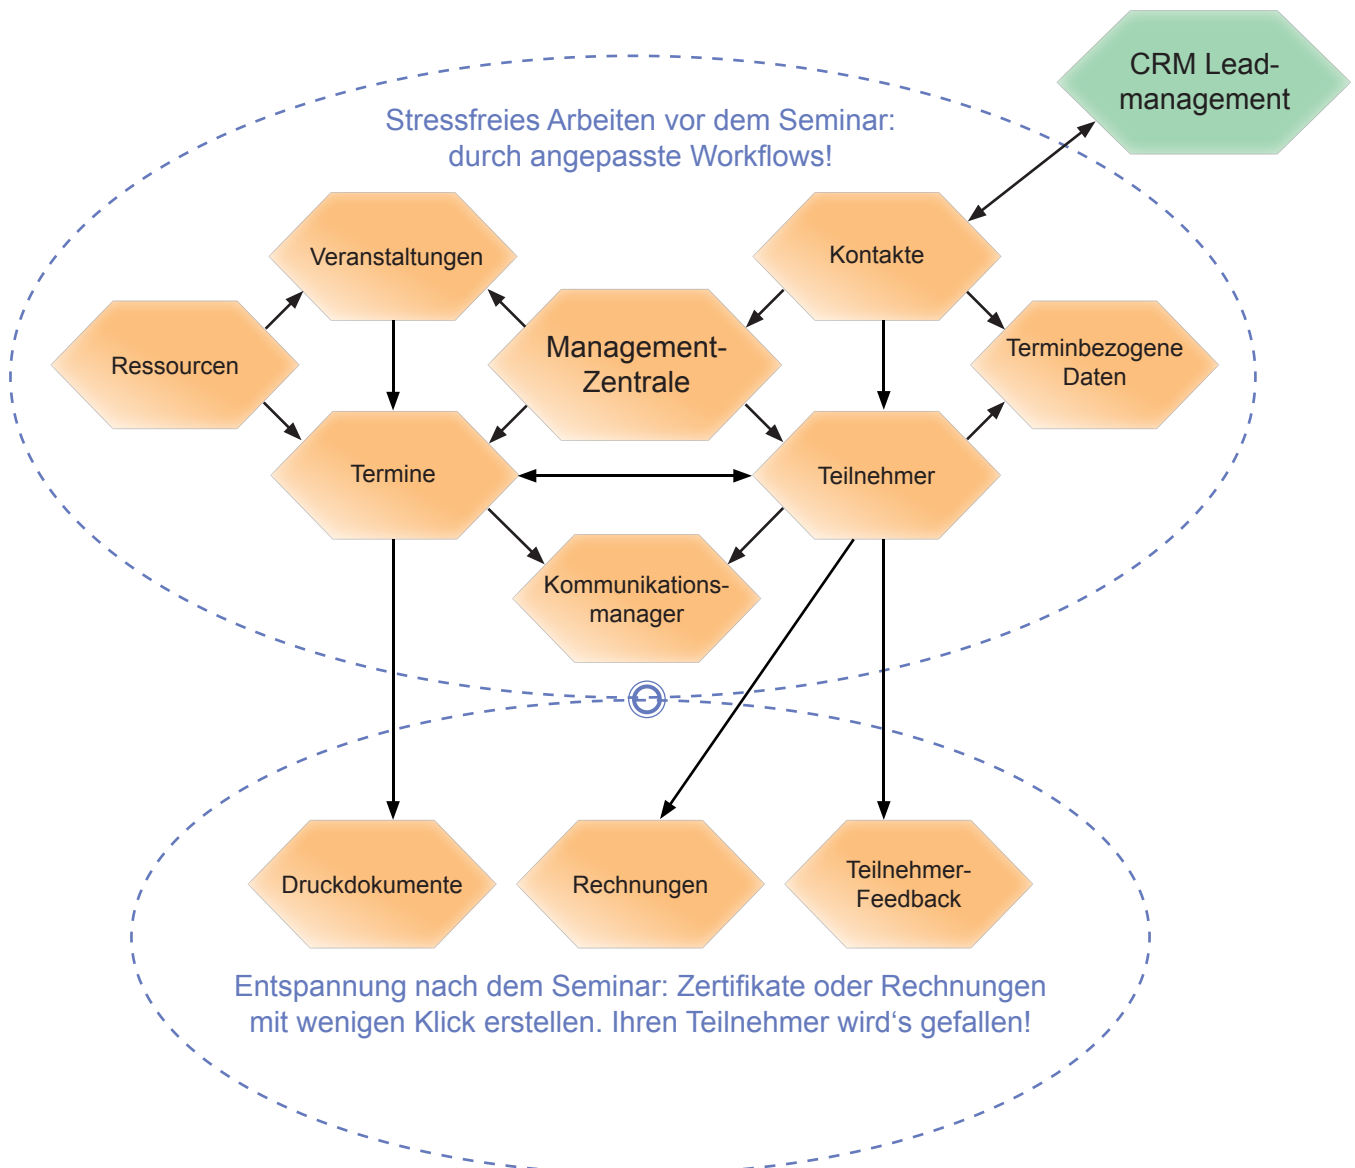 CRM Lead-
management
Stressfreies Arbeiten vor dem Seminar:
durch angepasste Workflows!
Veranstaltungen
Kontakte
Ressourcen
Management-
Zentrale
Terminbezogene
Daten
Termine
Teilnehmer
Kommunikations-
manager
Druckdokumente
Rechnungen
Teilnehmer-
Feedback
Entspannung nach dem Seminar: Zertifikate oder Rechnungen
mit wenigen Klick erstellen. Ihren Teilnehmer wird‘s gefallen!